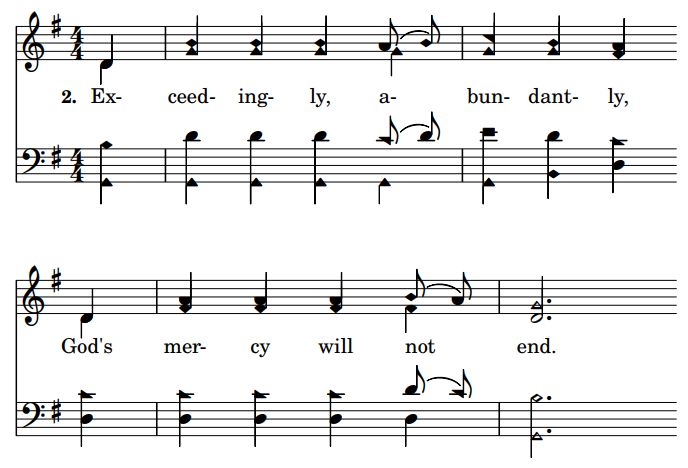 2. Ex- ceed- ing- ly, a- bun- dant- ly,
God's mer- cy will not end.